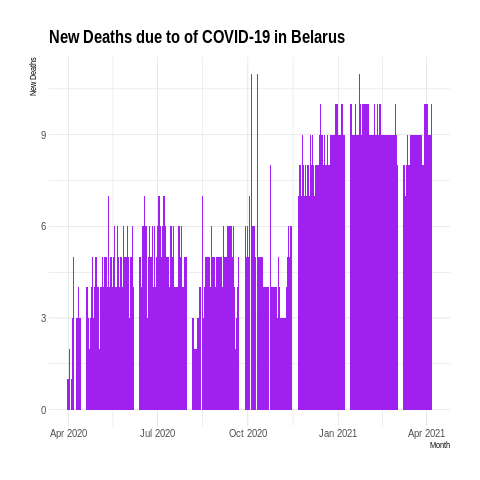 New Deaths due to of COVID-19 in Belarus
New Deaths
9
6
3
0
Apr 2020 Jul 2020 Oct 2020 Jan 2021 Apr 2021
Month